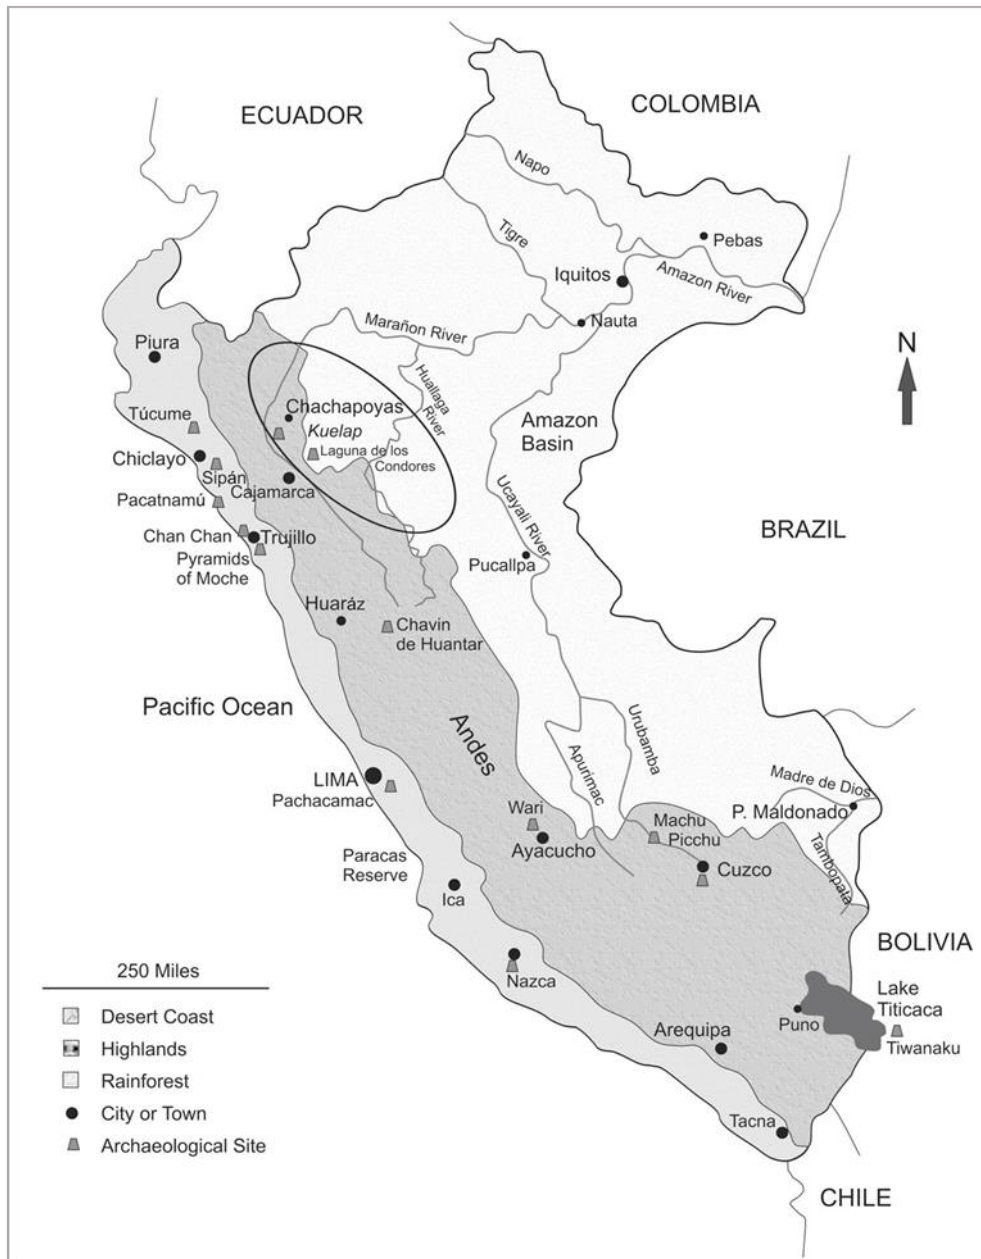 COLOMBIA
ECUADOR
Napo
Tigre
Pebas
Iquitos
Amazon River
Nauta
Marañon River
N
Piura
Huallaga
River
Chachapoyas
Túcume
Kuelap
Amazon
Basin
Laguna de los
Condores
Chiclayo
Sipán
Cajamarca
Pacatnamú
Ucayali River
BRAZIL
Chan Chan
Trujillo
Pyramids
of Moche
Pucallpa
Huaráz
Chavin
de Huantar
Pacific Ocean
Andes
Urubamba
Apurimac
LIMA
Pachacamac
Madre de Dios
P. Maldonado
Wari
Ayacucho
Machu
Picchu
Tambopata
Paracas
Reserve
Cuzco
Ica
BOLIVIA
Nazca
Lake
Titicaca
Puno
Tiwanaku
Arequipa
Tacna
CHILE
250 Miles
Desert Coast
Highlands
Rainforest
City or Town
Archaeological Site